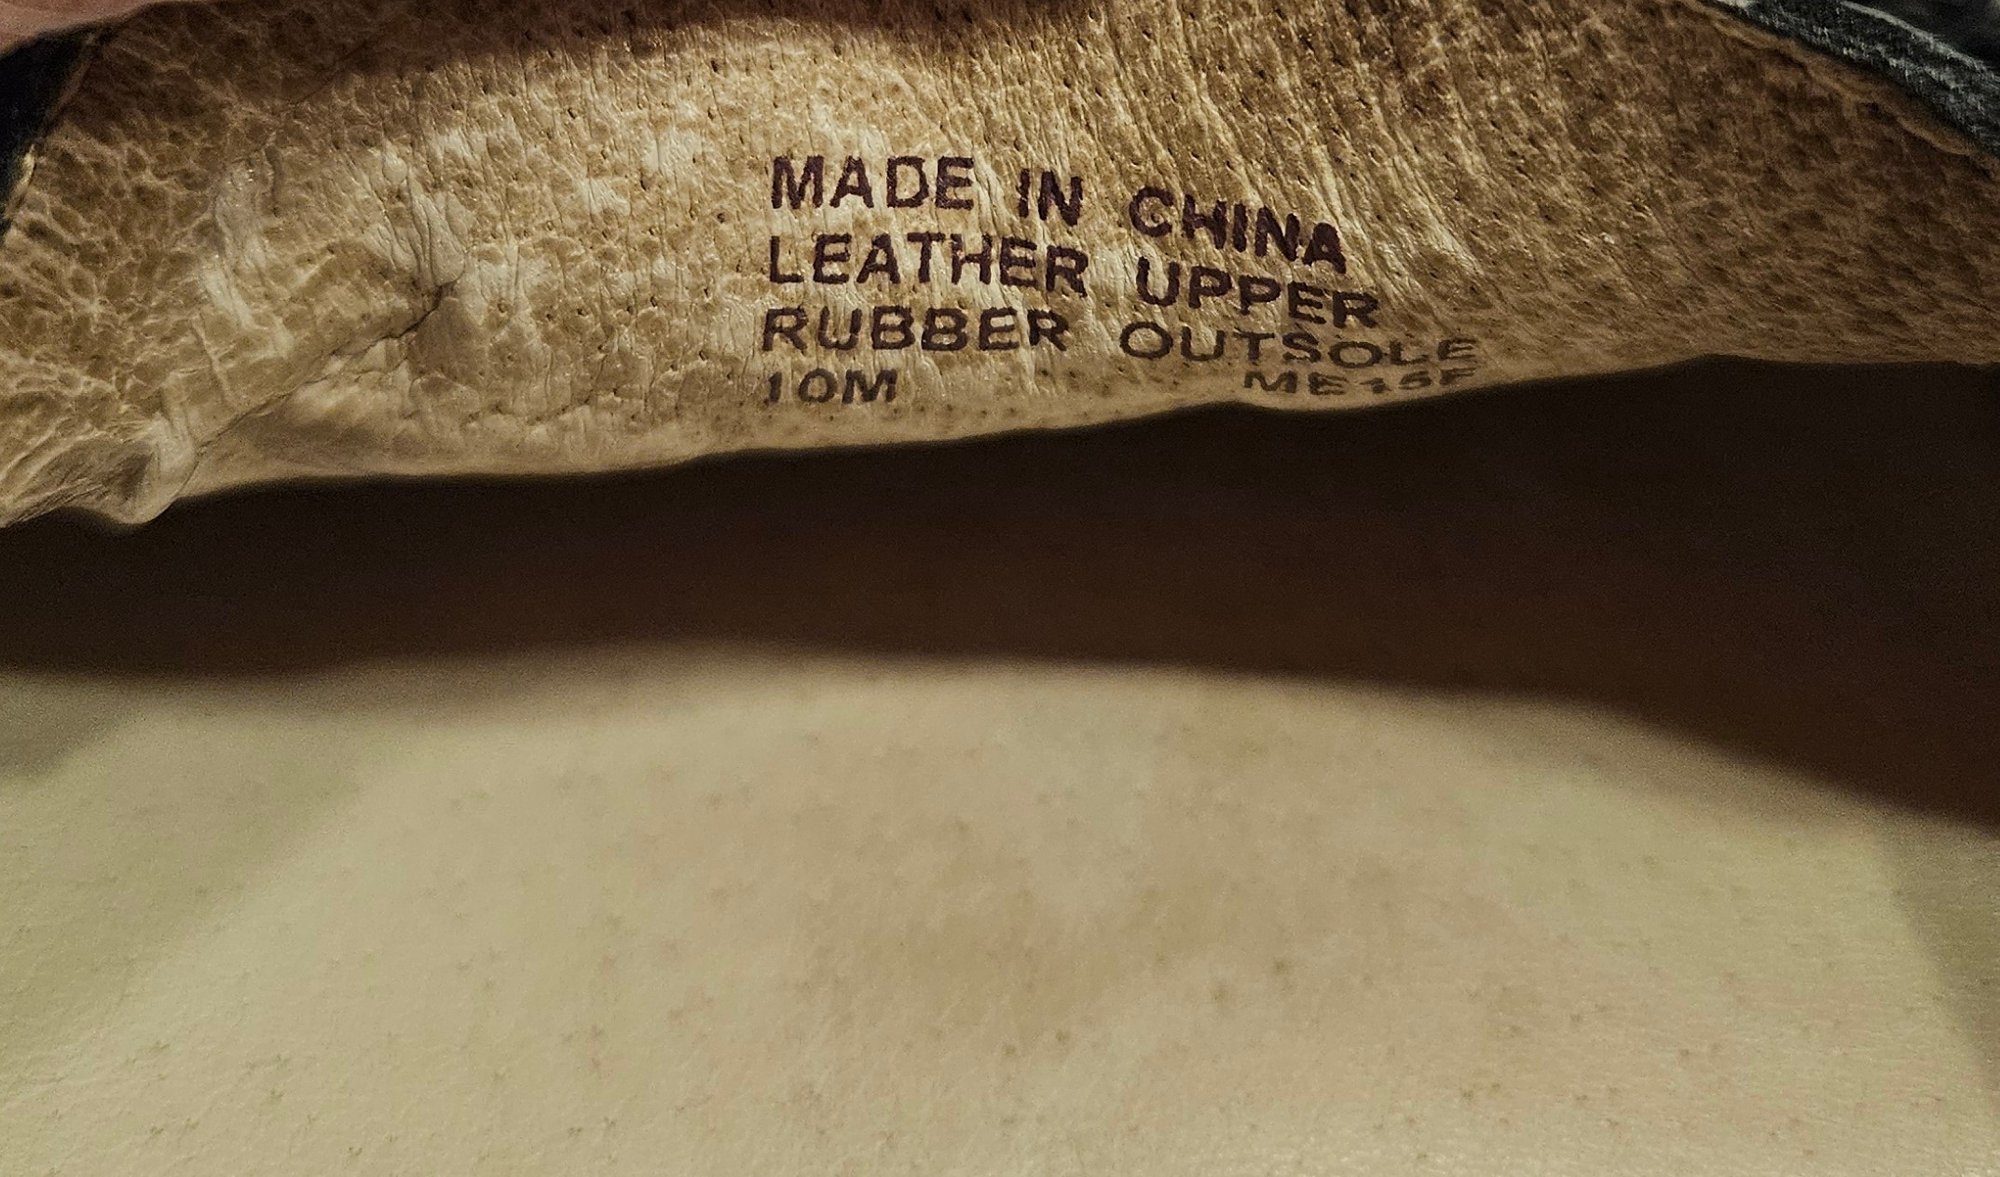 MADE IN CHINA
LEATHER UPPER
RUBBER OUTSOLE
10M